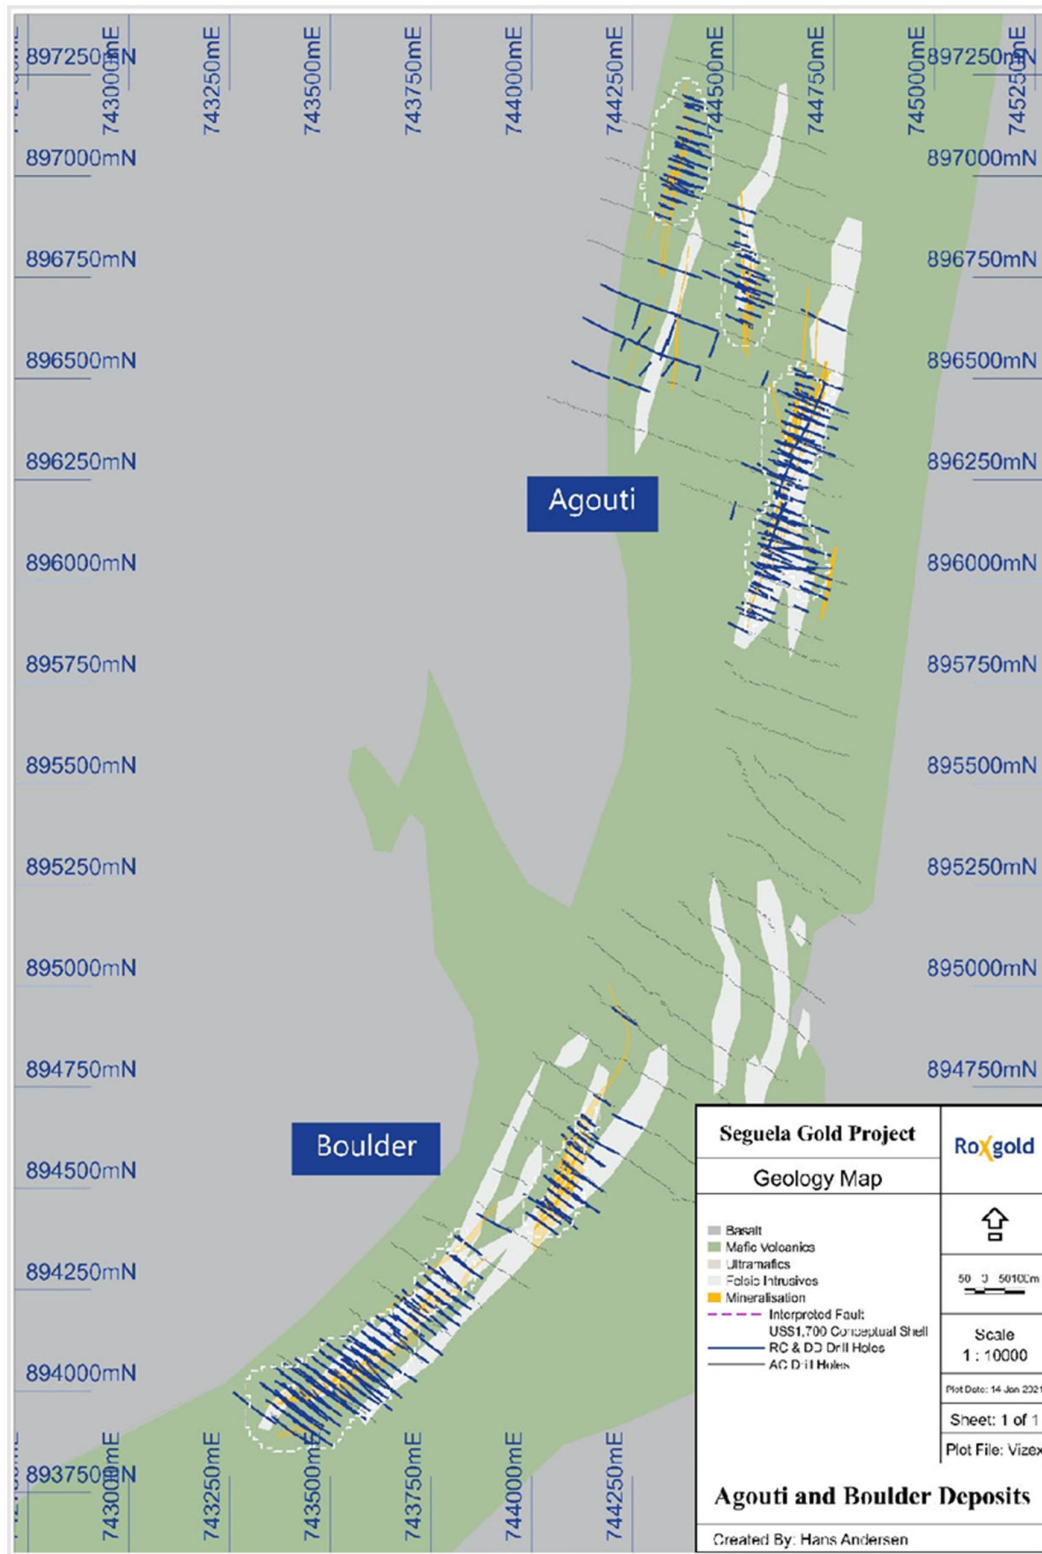 743000mE
743250mE
743500mE
743750mE
744000mE
744250mE
744500mE
744750mE
745000mE
745250mE
897250mN
897250mN
897000mN
897000mN
896750mN
896750mN
896500mN
896500mN
Agouti
896250mN
896250mN
896000mN
896000mN
895750mN
895750mN
895500mN
895500mN
895250mN
895250mN
895000mN
895000mN
894750mN
894750mN
Boulder
894500mN
894250mN
894000mN
893750mN
743000mE
743250mE
743500mE
743750mE
744000mE
744250mE
Seguela Gold Project
Geology Map
Roxgold
Basalt
Mafic Volcanics
Ultramafics
Felsic Intrusives
Mineralisation
Interpreted Fault
US$1,700 Conceptual Shell
RC & DD Drill Holes
AC Drill Holes
50 0 50100m
Scale
1 : 10000
Plot Date: 14 Jan 2021
Sheet: 1 of 1
Plot File: Vizex
Agouti and Boulder Deposits
Created By: Hans Andersen